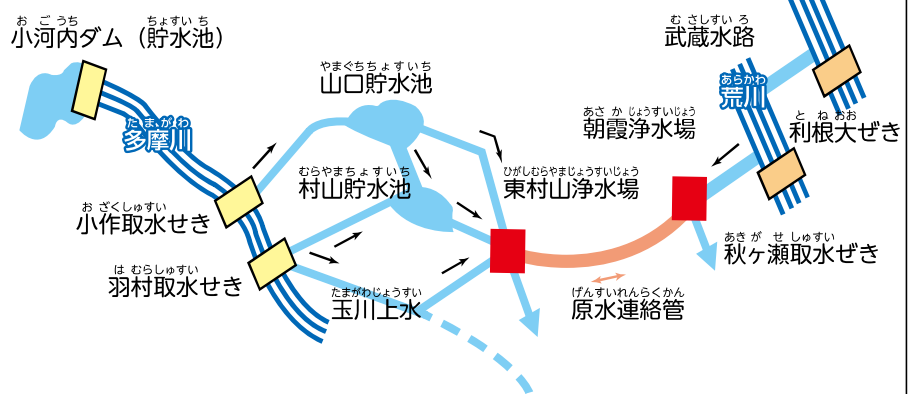 おごうち ちょすいち
小河内ダム（貯水池）
むさしすいろ
武蔵水路
やまぐちちょすいち
山口貯水池
あらかわ
荒川
あさかじょうすいじょう
朝霞浄水場
とねおお
利根大ぜき
たまがわ
多摩川
むらやまちょすいち
村山貯水池
ひがしむらやまじょうすいじょう
東村山浄水場
おざくしゅすい
小作取水せき
あきがせしゅすい
秋ヶ瀬取水ぜき
はむらしゅすい
羽村取水せき
たまがわじょうすい
玉川上水
げんすいれんらくかん
原水連絡管